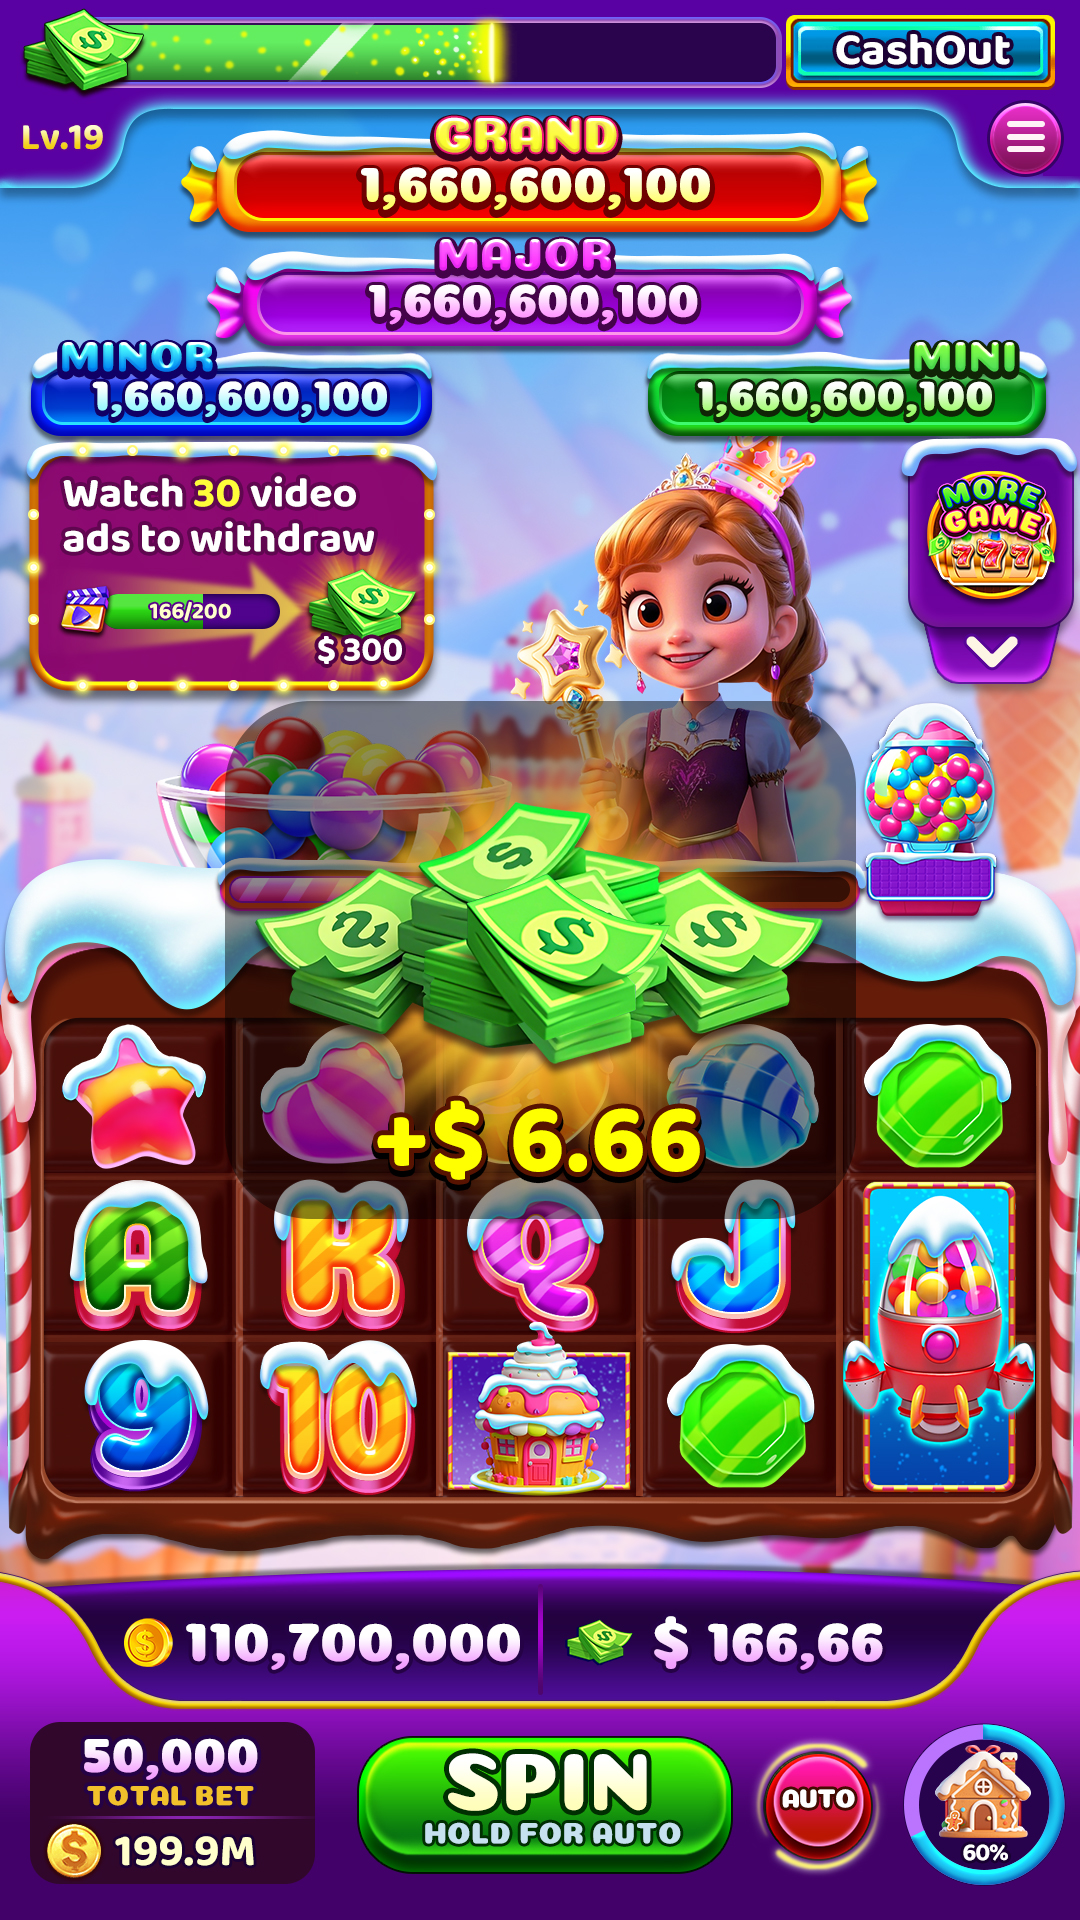 CashOut
Lv.19
GRAND
1,660,600,100
MAJOR
1,660,600,100
MINOR
1,660,600,100
MINI
1,660,600,100
Watch 30 video
ads to withdraw
166/200
$ 300
MORE
GAME
777
+$ 6.66
A K Q J
9 10
110,700,000
$ 166,66
50,000
TOTAL BET
199.9M
SPIN
HOLD FOR AUTO
AUTO
60%